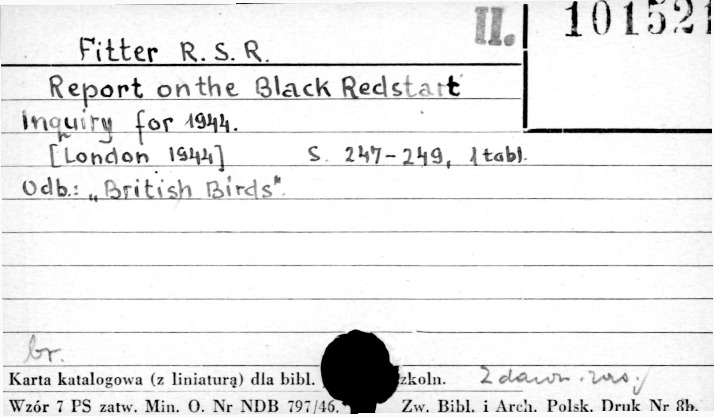 II. 101521
Fitter R. S. R.
Report on the Black Redstart
Inquiry for 1944.
[London 1944] S. 247-249, 1 tabl.
Odb.: „British Birds".
br.
Karta katalogowa (z liniaturą) dla bibl. zkoln.
Wzór 7 PS zatw. Min. O. Nr NDB 797/46. Zw. Bibl. i Arch. Polsk. Druk Nr 8b.